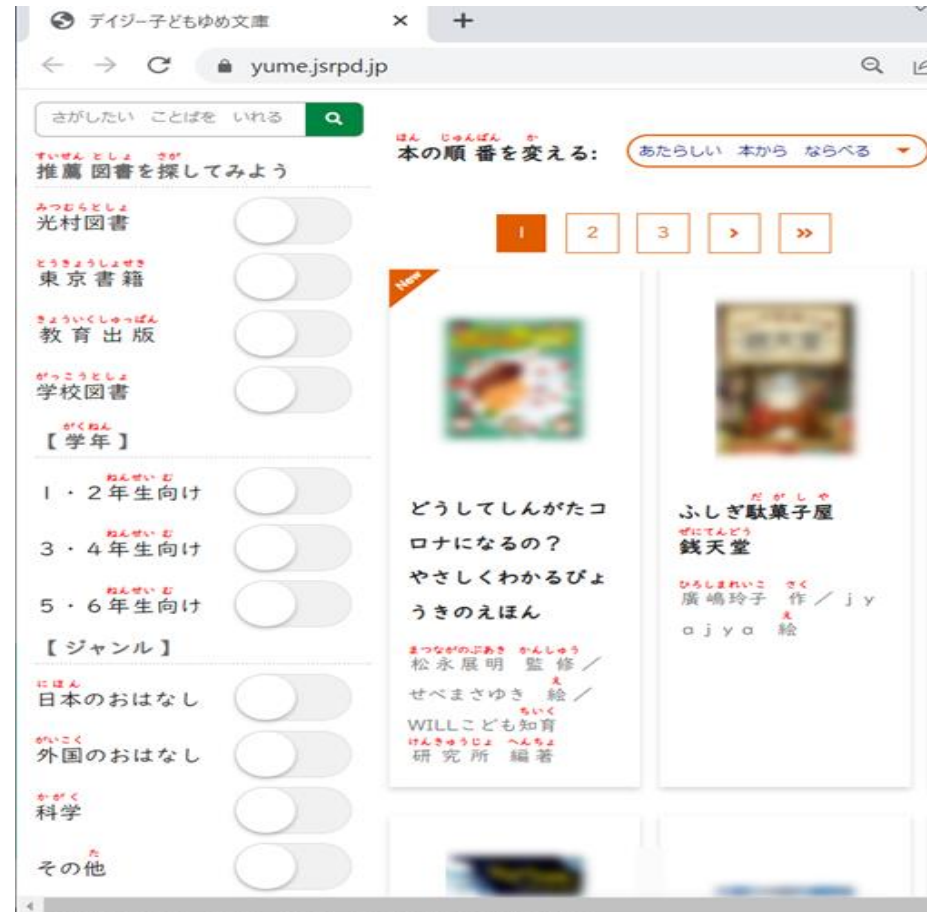 デイジー子どもゆめ文庫
yume.jsrpd.jp
さがしたい ことばを いれる
すいせん としょ さが
推薦 図書を探してみよう
みつむらとしょ
光村図書
とうきょうしょせき
東京書籍
きょういくしゅっぱん
教育出版
がっこうとしょ
学校図書
がくねん
【学年】
ねんせい む
1・2年生向け
ねんせい む
3・4年生向け
ねんせい む
5・6年生向け
【ジャンル】
にほん
日本のおはなし
がいこく
外国のおはなし
かがく
科学
た
その他
ほん じゅんばん か
本の順番を変える:
あたらしい 本から ならべる
1 2 3 > >>
New
どうしてしんがたコ
ロナになるの？
やさしくわかるびょ
うきのえほん
まつながのぶあき かんしゅう
松永展明 監修／
え
せべまさゆき 絵／
ちいく
WILLこども知育
けんきゅうじょ へんちょ
研究所 編著
だがしや
ふしぎ駄菓子屋
ぜにてんどう
銭天堂
ひろしまれいこ さく
廣嶋玲子 作／ｊｙ
え
ａｊｙａ 絵